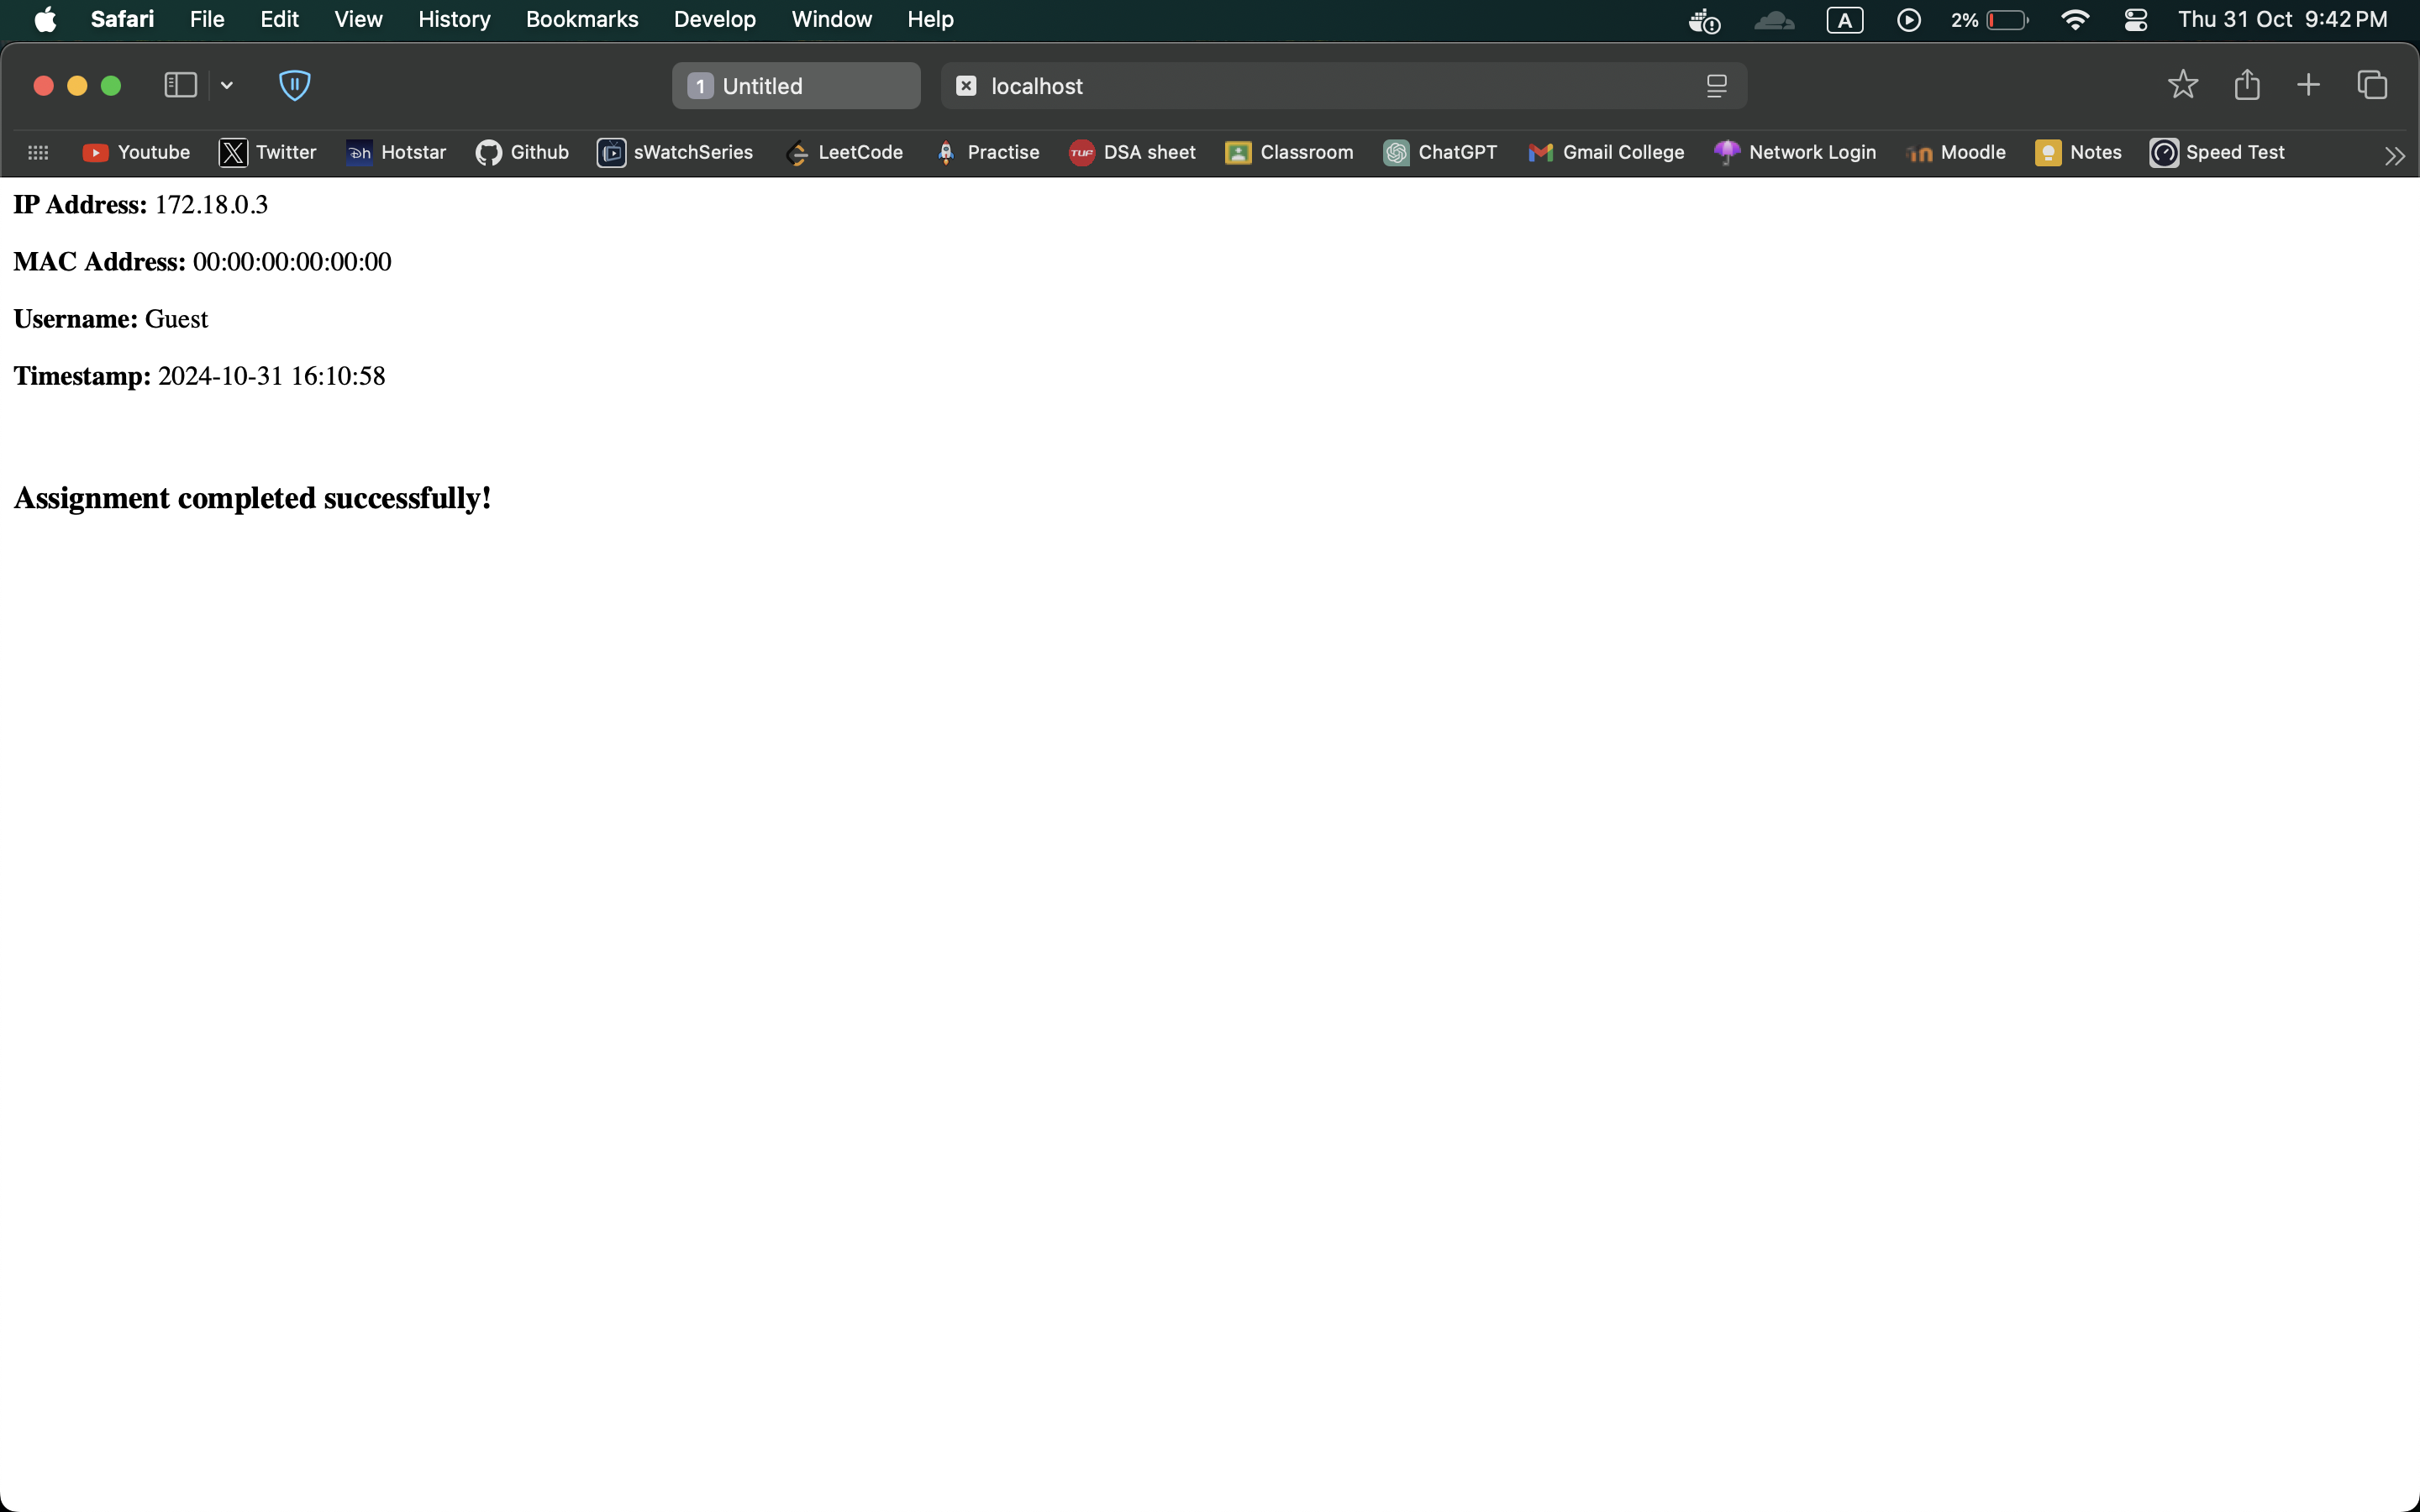 Safari File Edit View History Bookmarks Develop Window Help A 2% Thu 31 Oct 9:42 PM
1 Untitled localhost
Youtube X Twitter Dh Hotstar Github sWatchSeries LeetCode Practise TUF DSA sheet Classroom ChatGPT Gmail College Network Login Moodle Notes Speed Test
IP Address: 172.18.0.3
MAC Address: 00:00:00:00:00:00
Username: Guest
Timestamp: 2024-10-31 16:10:58
Assignment completed successfully!